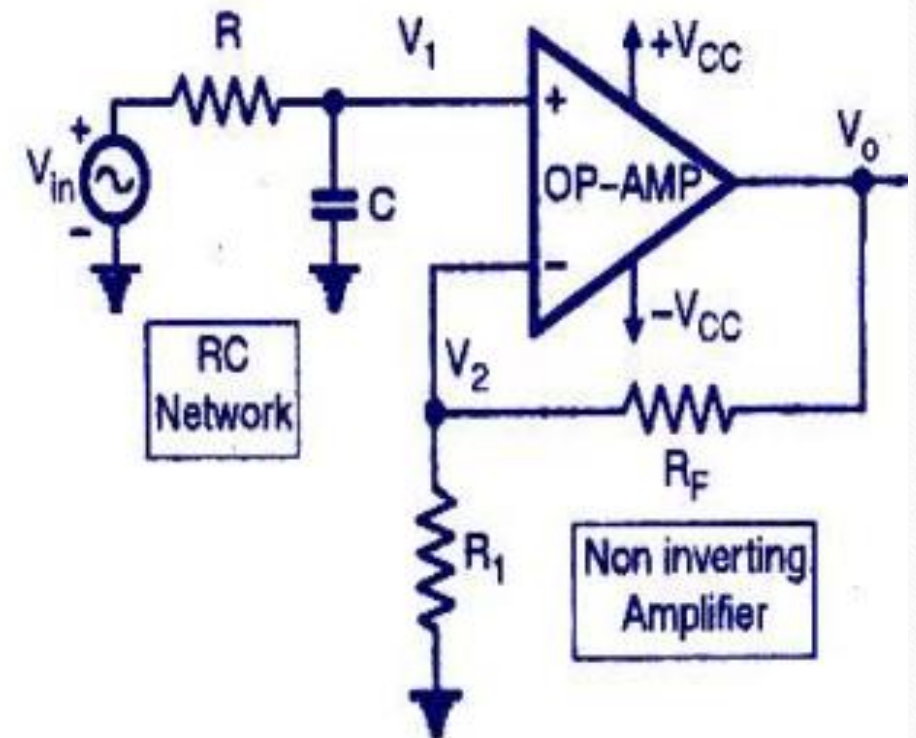 R
V1
+VCC
+
Vo
+
Vin
-
C
OP-AMP
-
-VCC
RC
Network
V2
RF
R1
Non inverting
Amplifier